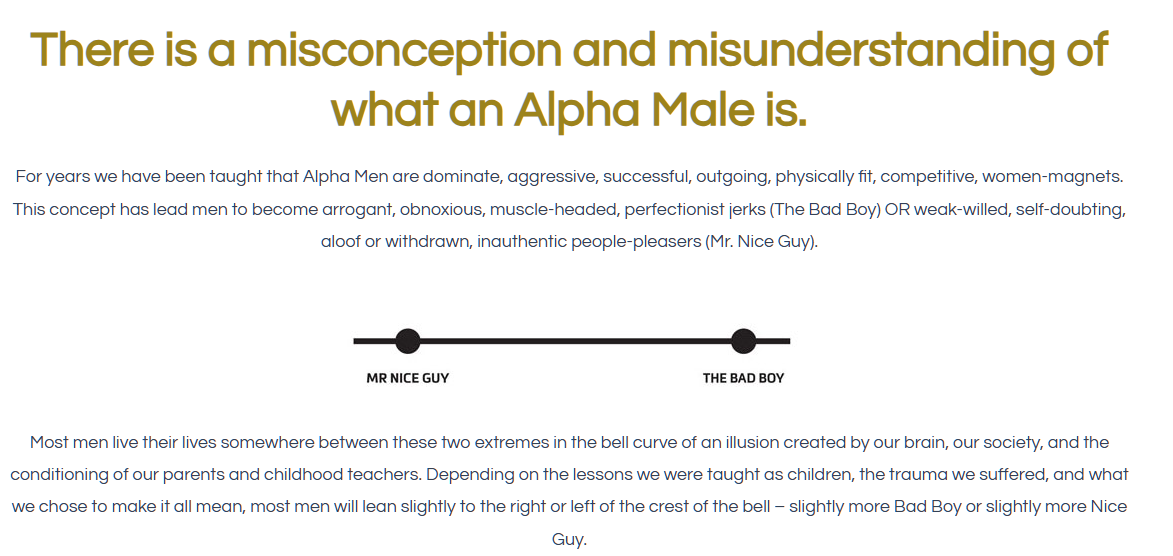 There is a misconception and misunderstanding of
what an Alpha Male is.
For years we have been taught that Alpha Men are dominate, aggressive, successful, outgoing, physically fit, competitive, women-magnets.
This concept has lead men to become arrogant, obnoxious, muscle-headed, perfectionist jerks (The Bad Boy) OR weak-willed, self-doubting,
aloof or withdrawn, inauthentic people-pleasers (Mr. Nice Guy).
MR NICE GUY
THE BAD BOY
Most men live their lives somewhere between these two extremes in the bell curve of an illusion created by our brain, our society, and the
conditioning of our parents and childhood teachers. Depending on the lessons we were taught as children, the trauma we suffered, and what
we chose to make it all mean, most men will lean slightly to the right or left of the crest of the bell – slightly more Bad Boy or slightly more Nice
Guy.